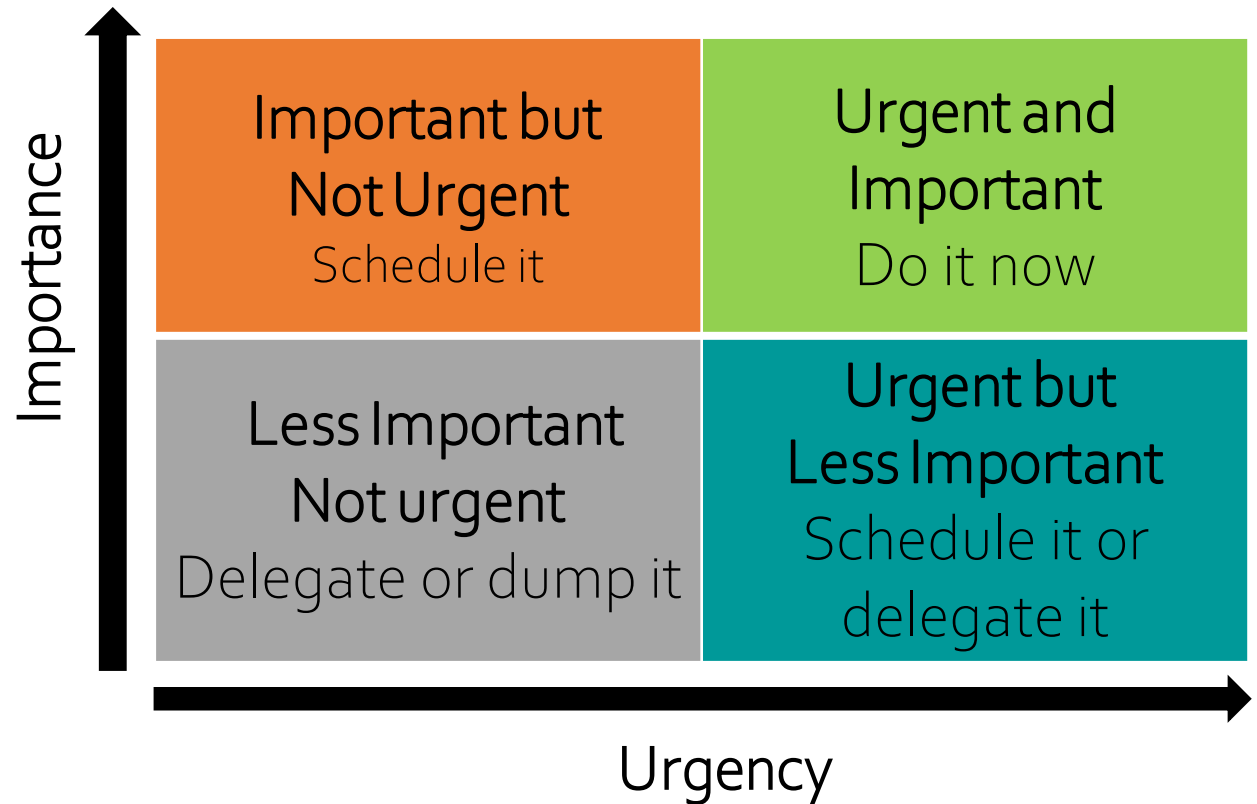 Importance
Important but
Not Urgent
Schedule it
Urgent and
Important
Do it now
Less Important
Not urgent
Delegate or dump it
Urgent but
Less Important
Schedule it or
delegate it
Urgency